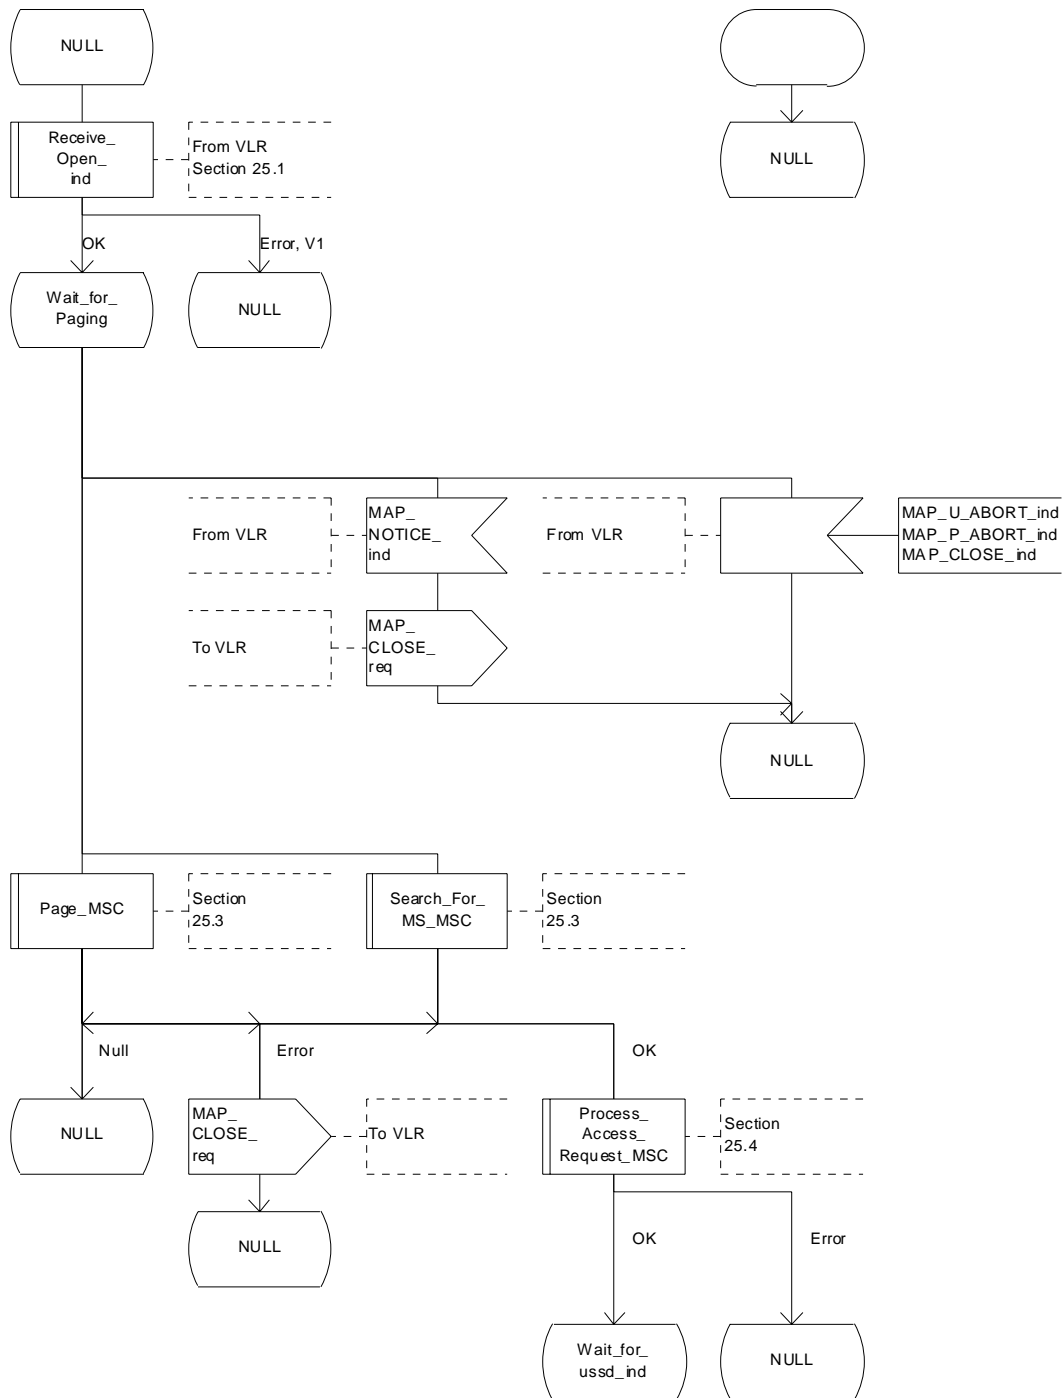 NULL
Receive_
Open_
ind
From VLR
Section 25.1
NULL
OK
Error, V1
Wait_for_
Paging
NULL
From VLR
MAP_
NOTICE_
ind
From VLR
MAP_U_ABORT_ind
MAP_P_ABORT_ind
MAP_CLOSE_ind
To VLR
MAP_
CLOSE_
req
NULL
Page_MSC
Section
25.3
Search_For_
MS_MSC
Section
25.3
Null
Error
OK
NULL
MAP_
CLOSE_
req
To VLR
Process_
Access_
Request_MSC
Section
25.4
NULL
OK
Error
Wait_for_
ussd_ind
NULL